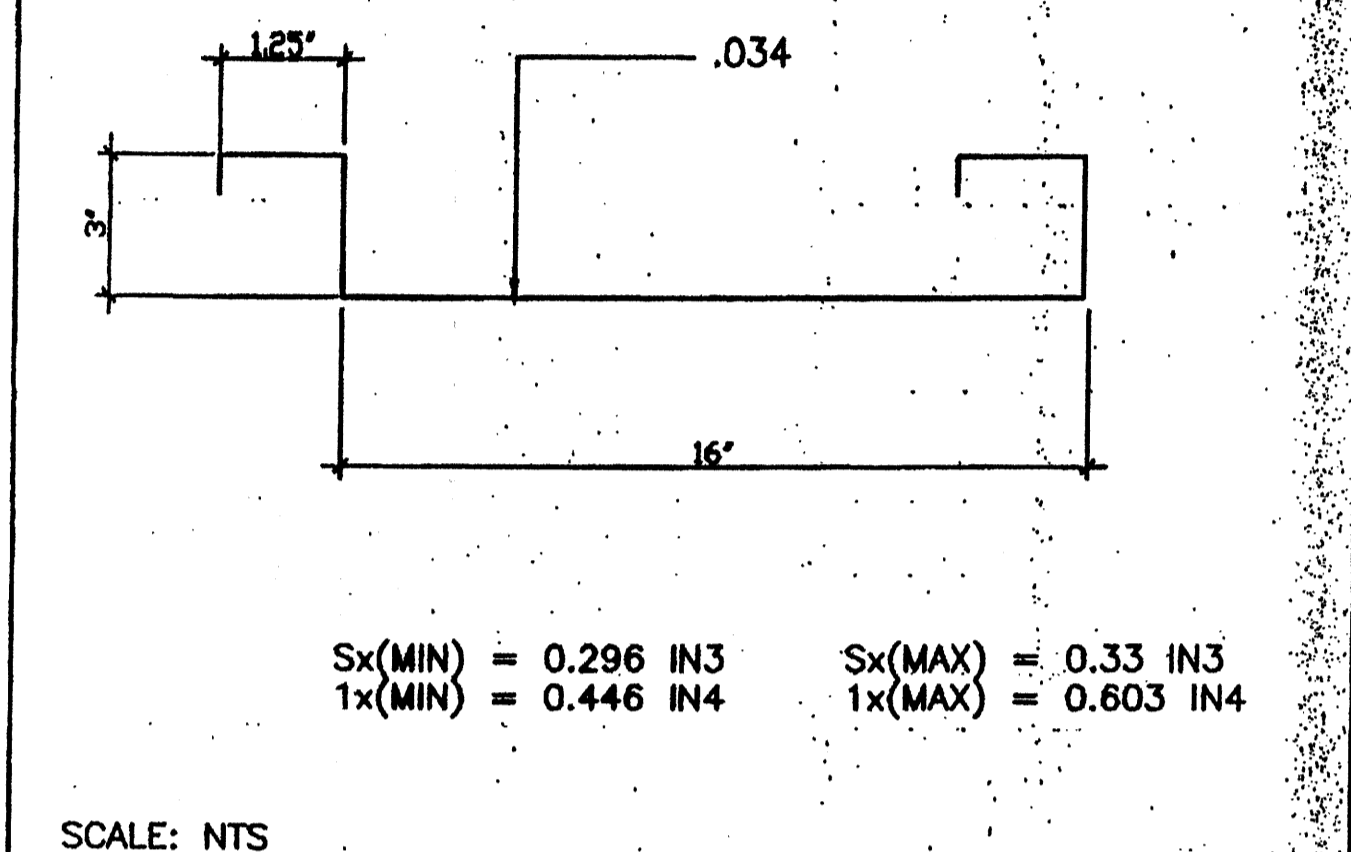 1.25"
.034
3"
16"
Sx(MIN) = 0.296 IN3
Sx(MAX) = 0.33 IN3
1x(MIN) = 0.446 IN4
1x(MAX) = 0.603 IN4
SCALE: NTS